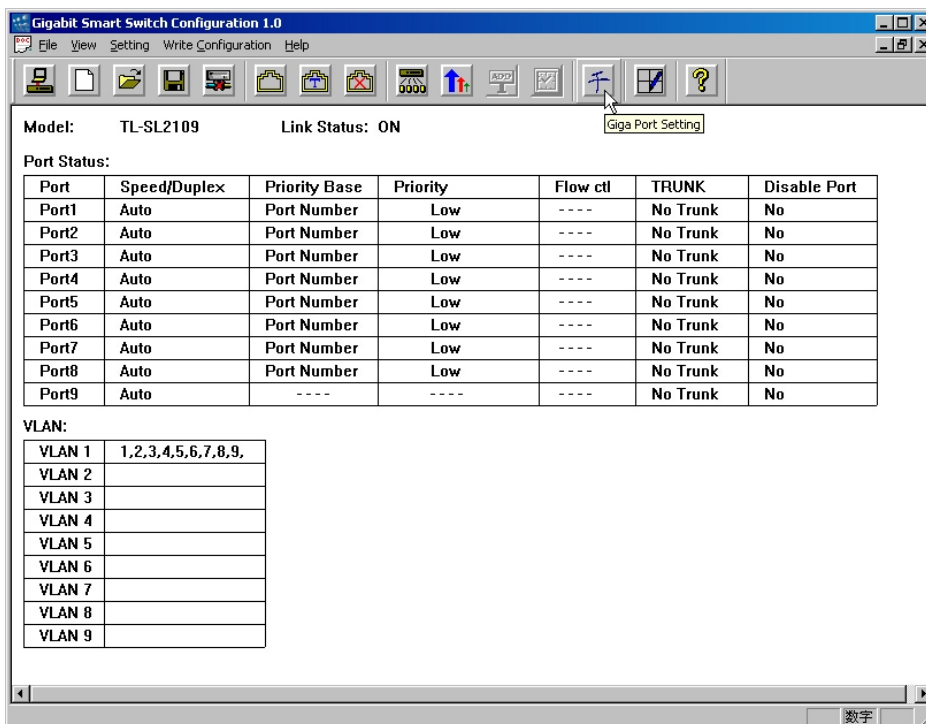 Gigabit Smart Switch Configuration 1.0
File View Setting Write Configuration Help
ADD
千
Giga Port Setting
Model: TL-SL2109 Link Status: ON
Port Status:
Port Speed/Duplex Priority Base Priority Flow ctl TRUNK Disable Port
Port1 Auto Port Number Low ---- No Trunk No
Port2 Auto Port Number Low ---- No Trunk No
Port3 Auto Port Number Low ---- No Trunk No
Port4 Auto Port Number Low ---- No Trunk No
Port5 Auto Port Number Low ---- No Trunk No
Port6 Auto Port Number Low ---- No Trunk No
Port7 Auto Port Number Low ---- No Trunk No
Port8 Auto Port Number Low ---- No Trunk No
Port9 Auto ---- ---- ---- No Trunk No
VLAN:
VLAN 1 1,2,3,4,5,6,7,8,9,
VLAN 2
VLAN 3
VLAN 4
VLAN 5
VLAN 6
VLAN 7
VLAN 8
VLAN 9
数字